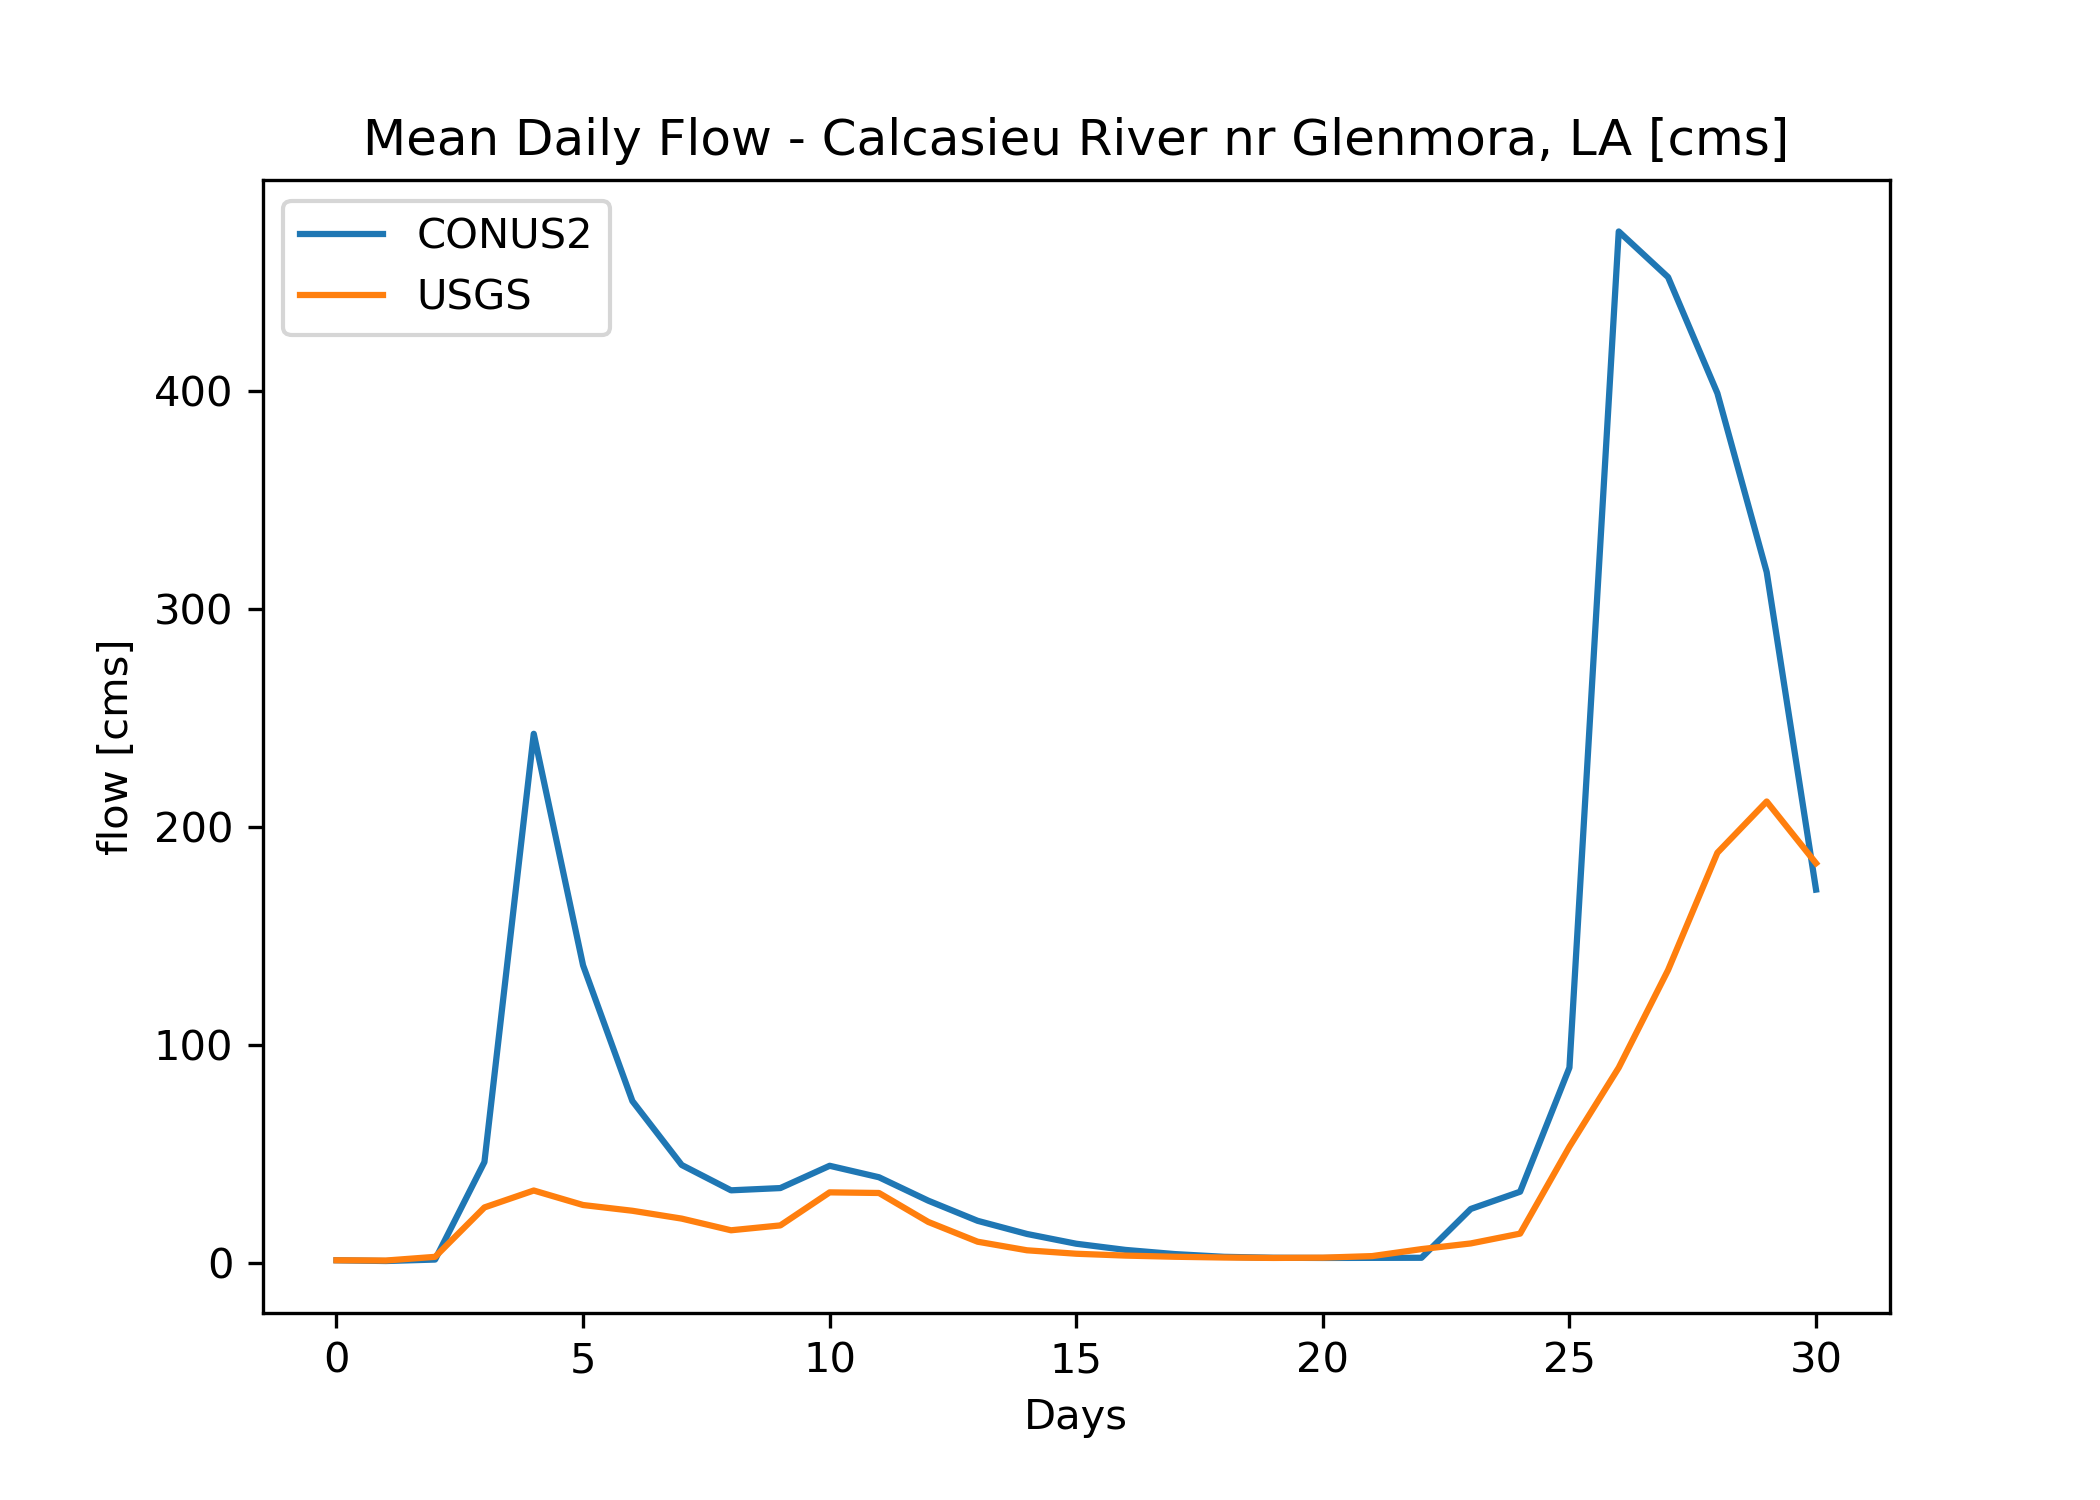 Mean Daily Flow - Calcasieu River nr Glenmora, LA [cms]
CONUS2
USGS
400
300
200
100
0
flow [cms]
0 5 10 15 20 25 30
Days